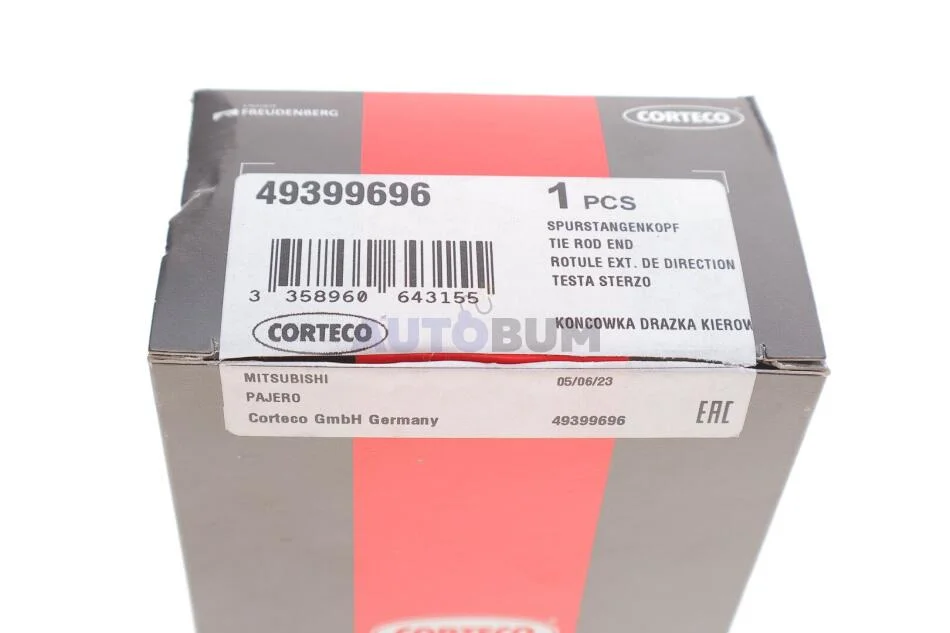 FREUDENBERG
CORTECO
49399696
1 PCS
SPURSTANGENKOPF
TIE ROD END
ROTULE EXT. DE DIRECTION
TESTA STERZO
3 358960 643155
KONCOWKA DRAZKA KIEROW
CORTECO
AUTOBUM
MITSUBISHI
05/06/23
PAJERO
Corteco GmbH Germany
49399696
EAC
CORTECO